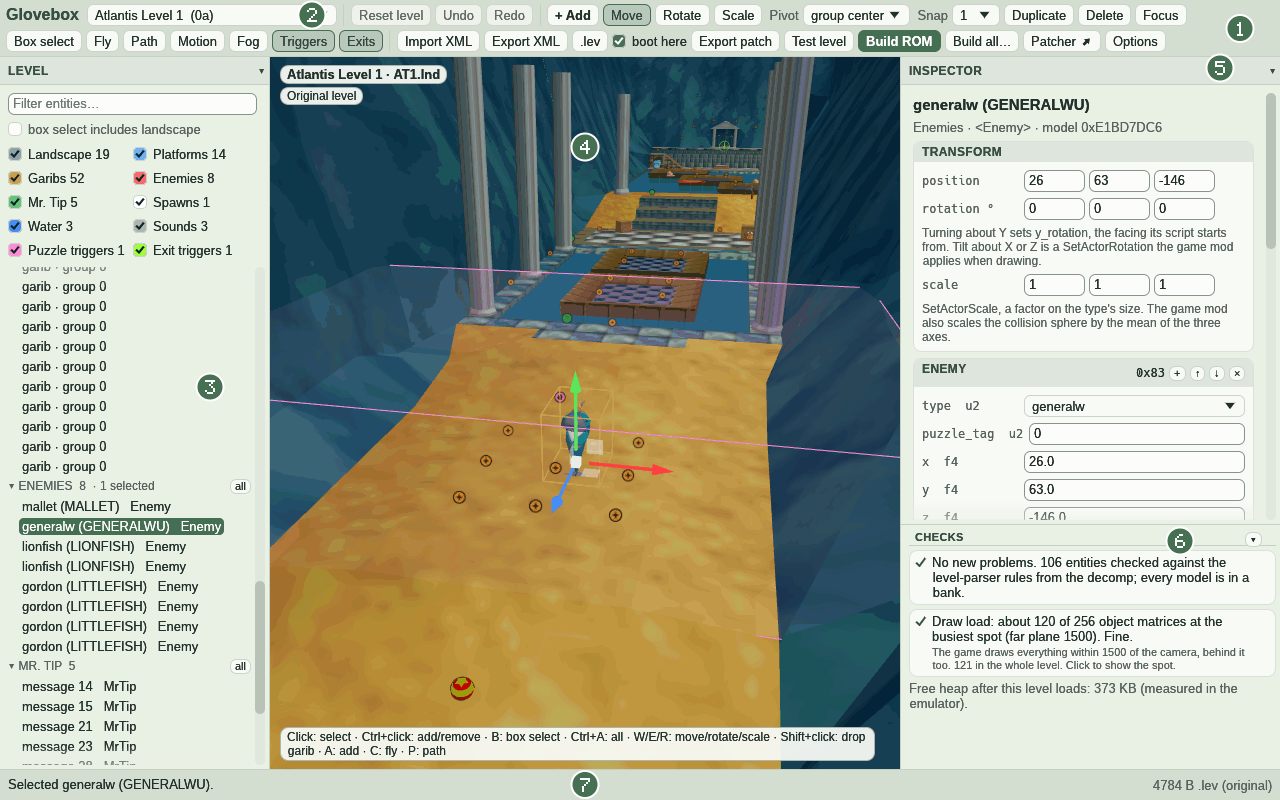 Glovebox Atlantis Level 1 (0a) 2 Reset level Undo Redo + Add Move Rotate Scale Pivot group center Snap 1 Duplicate Delete Focus
1
Box select Fly Path Motion Fog Triggers Exits Import XML Export XML .lev boot here Export patch Test level Build ROM Build all... Patcher Options
LEVEL
Filter entities...
box select includes landscape
Landscape 19 Platforms 14
Garibs 52 Enemies 8
Mr. Tip 5 Spawns 1
Water 3 Sounds 3
Puzzle triggers 1 Exit triggers 1
garib · group 0
garib · group 0
garib · group 0
garib · group 0
garib · group 0
garib · group 0
garib · group 0
3
garib · group 0
garib · group 0
garib · group 0
garib · group 0
ENEMIES 8 · 1 selected all
mallet (MALLET) Enemy
generalw (GENERALWU) Enemy
lionfish (LIONFISH) Enemy
lionfish (LIONFISH) Enemy
gordon (LITTLEFISH) Enemy
gordon (LITTLEFISH) Enemy
gordon (LITTLEFISH) Enemy
gordon (LITTLEFISH) Enemy
MR. TIP 5 all
message 14 MrTip
message 15 MrTip
message 21 MrTip
message 23 MrTip
message 28 MrTip
Atlantis Level 1 · AT1.lnd
Original level
4
Click: select · Ctrl+click: add/remove · B: box select · Ctrl+A: all · W/E/R: move/rotate/scale · Shift+click: drop
garib · A: add · C: fly · P: path
5
INSPECTOR
generalw (GENERALWU)
Enemies · <Enemy> · model 0xE1BD7DC6
TRANSFORM
position 26 63 -146
rotation ° 0 0 0
Turning about Y sets y_rotation, the facing its script starts
from. Tilt about X or Z is a SetActorRotation the game mod
applies when drawing.
scale 1 1 1
SetActorScale, a factor on the type's size. The game mod
also scales the collision sphere by the mean of the three
axes.
ENEMY 0x83 + ↑ ↓ ×
type u2 generalw
puzzle_tag u2 0
x f4 26.0
y f4 63.0
z f4 -146.0
CHECKS
6
No new problems. 106 entities checked against the
level-parser rules from the decomp; every model is in a
bank.
Draw load: about 120 of 256 object matrices at the
busiest spot (far plane 1500). Fine.
The game draws everything within 1500 of the camera, behind it
too. 121 in the whole level. Click to show the spot.
Free heap after this level loads: 373 KB (measured in the
emulator).
Selected generalw (GENERALWU). 7 4784 B .lev (original)